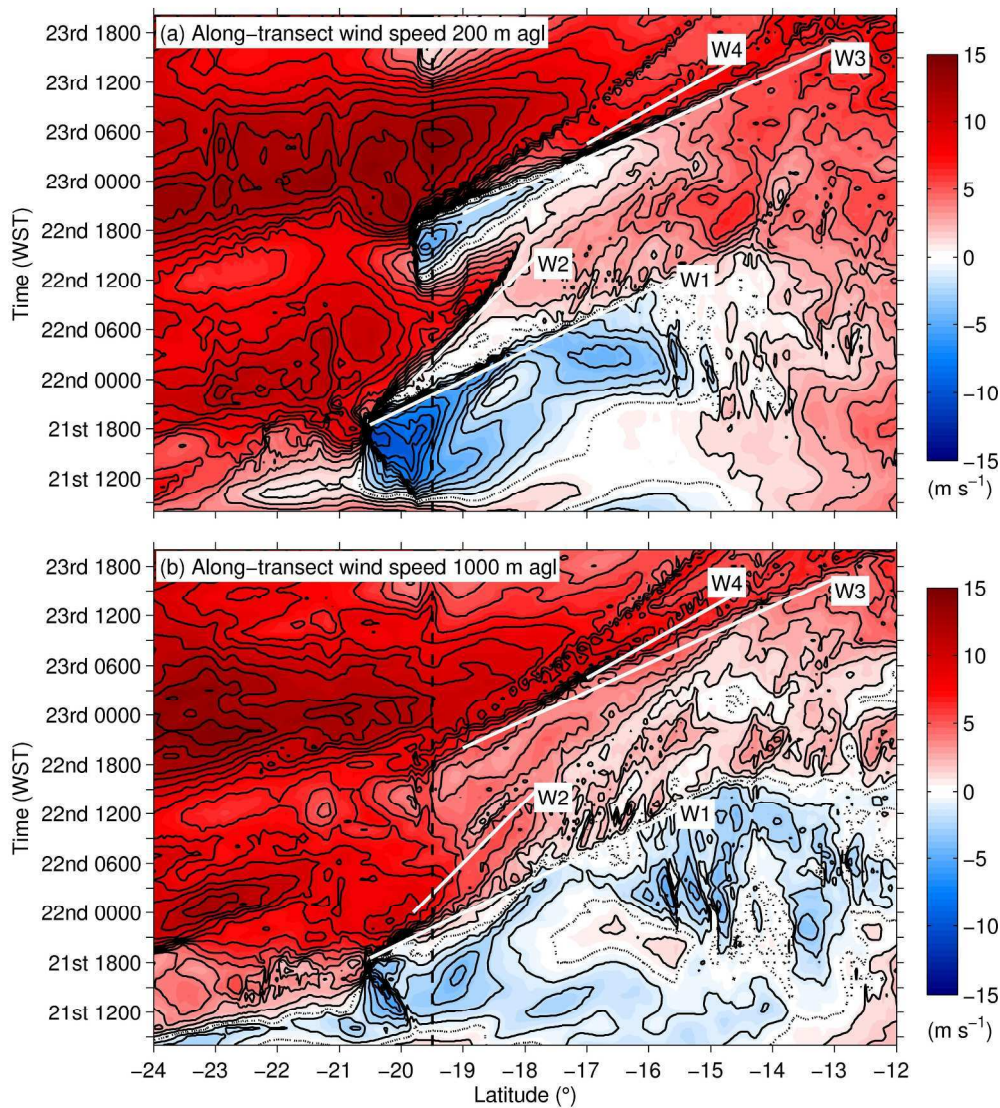 (a) Along−transect wind speed 200 m agl
23rd 1800
23rd 1200
23rd 0600
23rd 0000
22nd 1800
22nd 1200
22nd 0600
22nd 0000
21st 1800
21st 1200
Time (WST)
W4
W3
W2
W1
15
10
5
0
−5
−10
−15
(m s⁻¹)
(b) Along−transect wind speed 1000 m agl
23rd 1800
23rd 1200
23rd 0600
23rd 0000
22nd 1800
22nd 1200
22nd 0600
22nd 0000
21st 1800
21st 1200
Time (WST)
W4
W3
W2
W1
15
10
5
0
−5
−10
−15
(m s⁻¹)
−24 −23 −22 −21 −20 −19 −18 −17 −16 −15 −14 −13 −12
Latitude (°)